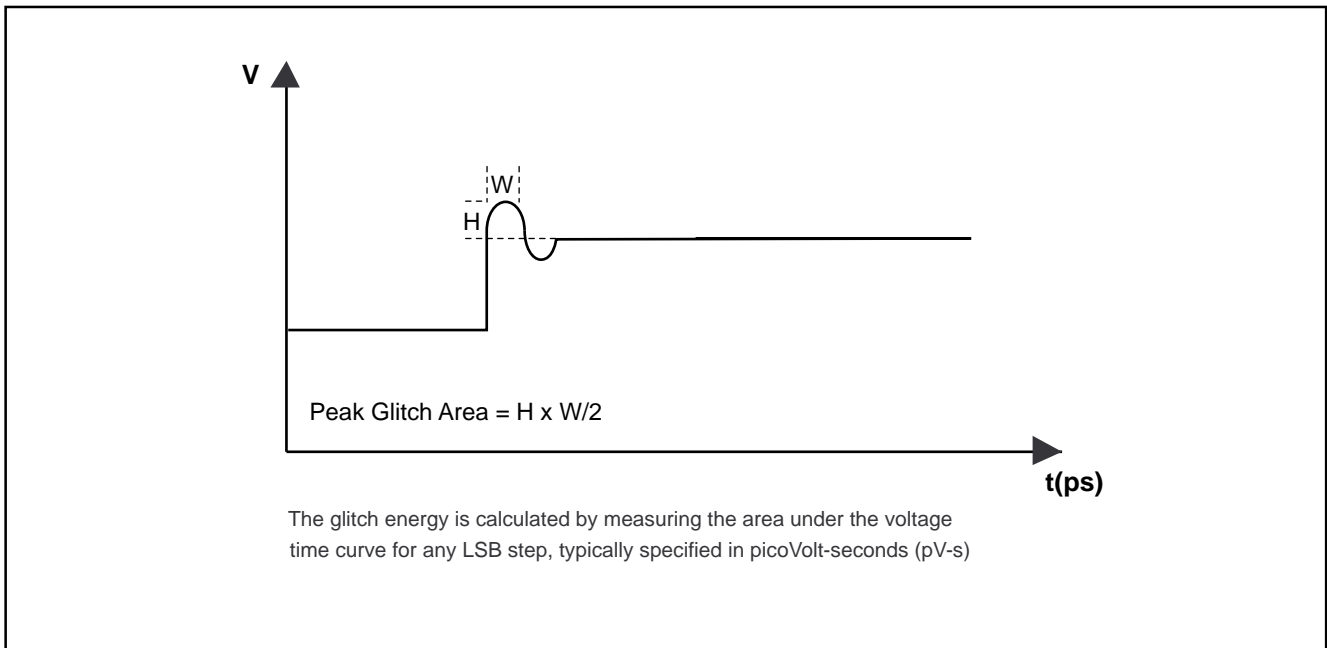 V
W
H
Peak Glitch Area = H x W/2
t(ps)
The glitch energy is calculated by measuring the area under the voltage
time curve for any LSB step, typically specified in picoVolt-seconds (pV-s)